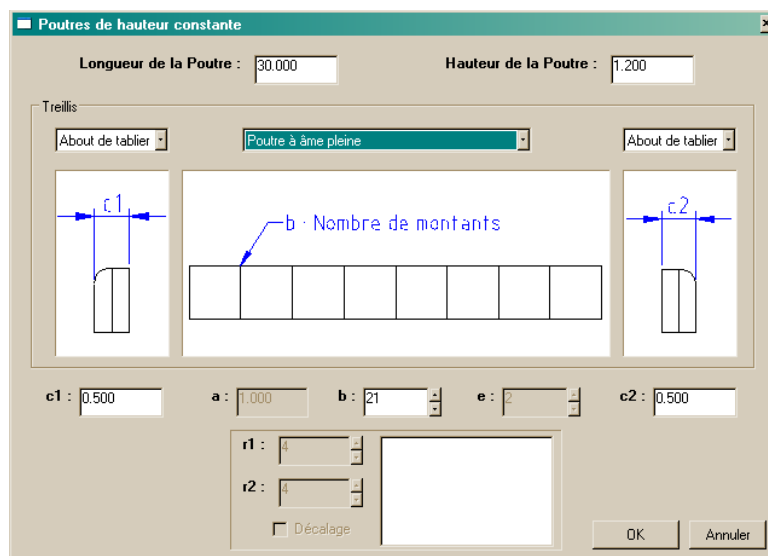 Poutres de hauteur constante
Longueur de la Poutre : 30.000 Hauteur de la Poutre : 1.200
Treillis
About de tablier Poutre à âme pleine About de tablier
c1 b · Nombre de montants c2
c1 : 0.500 a : 1.000 b : 21 e : 2 c2 : 0.500
r1 : 4
r2 : 4
Décalage
OK Annuler